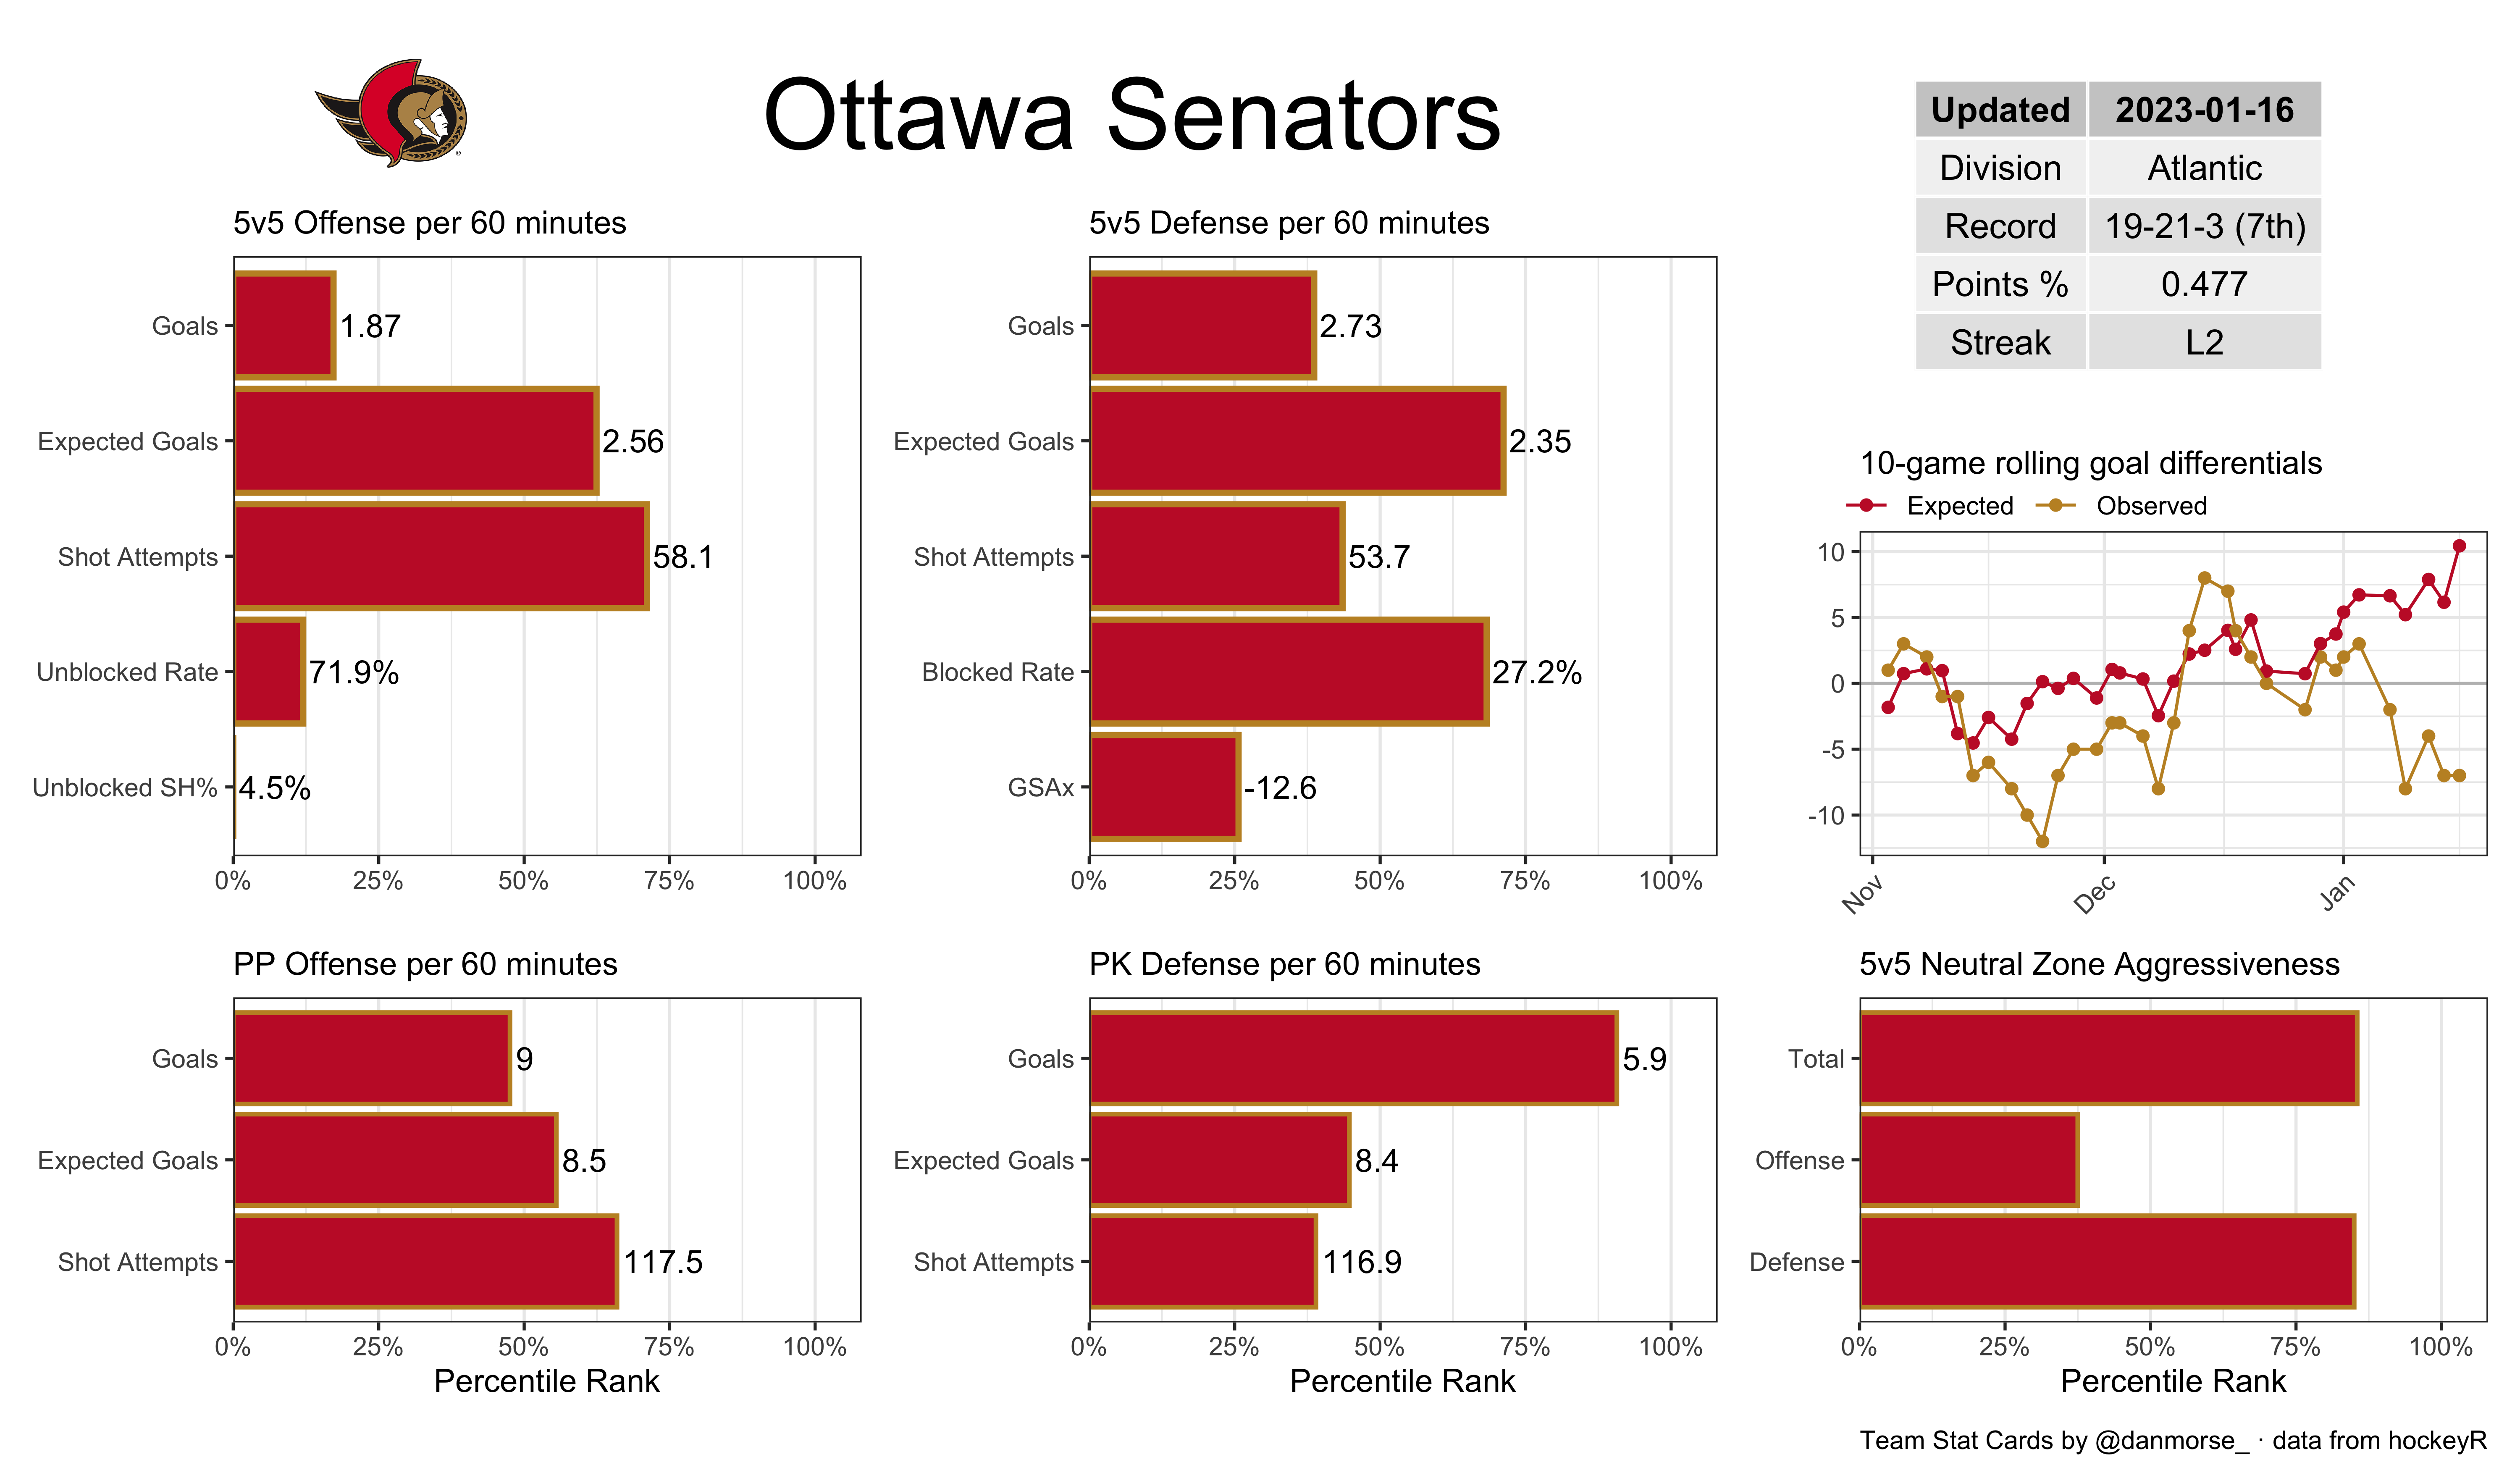 Ottawa Senators
Updated 2023-01-16
Division Atlantic
Record 19-21-3 (7th)
Points % 0.477
Streak L2
5v5 Offense per 60 minutes
Goals 1.87
Expected Goals 2.56
Shot Attempts 58.1
Unblocked Rate 71.9%
Unblocked SH% 4.5%
0% 25% 50% 75% 100%
5v5 Defense per 60 minutes
Goals 2.73
Expected Goals 2.35
Shot Attempts 53.7
Blocked Rate 27.2%
GSAx -12.6
0% 25% 50% 75% 100%
10-game rolling goal differentials
Expected Observed
10
5
0
-5
-10
Nov Dec Jan
PP Offense per 60 minutes
Goals 9
Expected Goals 8.5
Shot Attempts 117.5
0% 25% 50% 75% 100%
Percentile Rank
PK Defense per 60 minutes
Goals 5.9
Expected Goals 8.4
Shot Attempts 116.9
0% 25% 50% 75% 100%
Percentile Rank
5v5 Neutral Zone Aggressiveness
Total
Offense
Defense
0% 25% 50% 75% 100%
Percentile Rank
Team Stat Cards by @danmorse_ · data from hockeyR